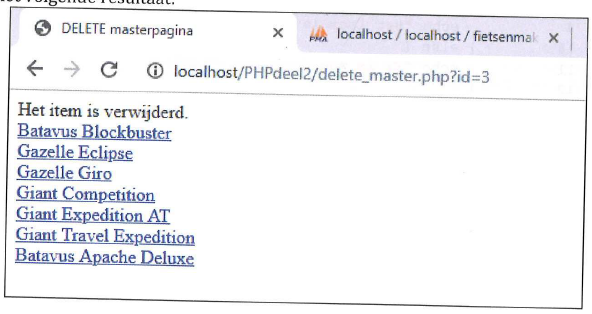 het volgende resultaat:
DELETE masterpagina
localhost / localhost / fietsenmak
localhost/PHPdeel2/delete_master.php?id=3
Het item is verwijderd.
Batavus Blockbuster
Gazelle Eclipse
Gazelle Giro
Giant Competition
Giant Expedition AT
Giant Travel Expedition
Batavus Apache Deluxe